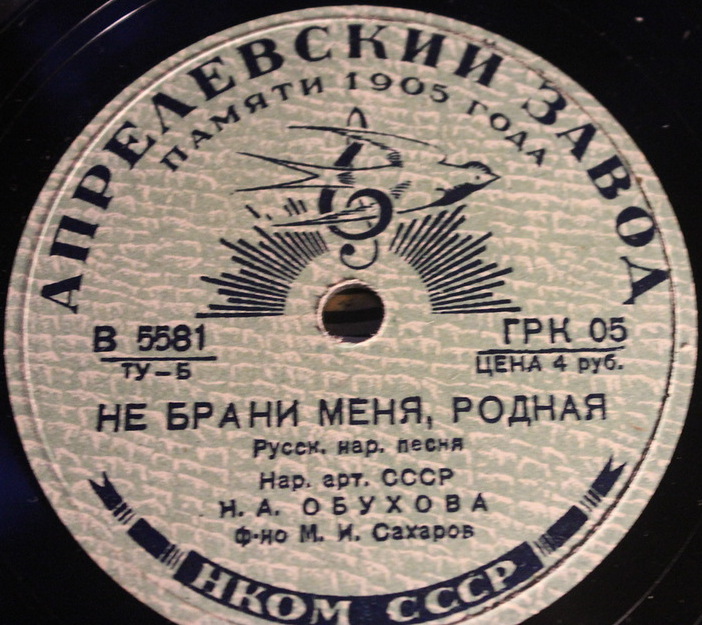 АПРЕЛЕВСКИЙ ЗАВОД
ПАМЯТИ 1905 ГОДА
В 5581
ТУ-Б
ГРК 05
ЦЕНА 4 руб.
НЕ БРАНИ МЕНЯ, РОДНАЯ
Русск. нар. песня
Нар. арт. СССР
Н. А. ОБУХОВА
ф-но М. И. Сахаров
НКОМ СССР